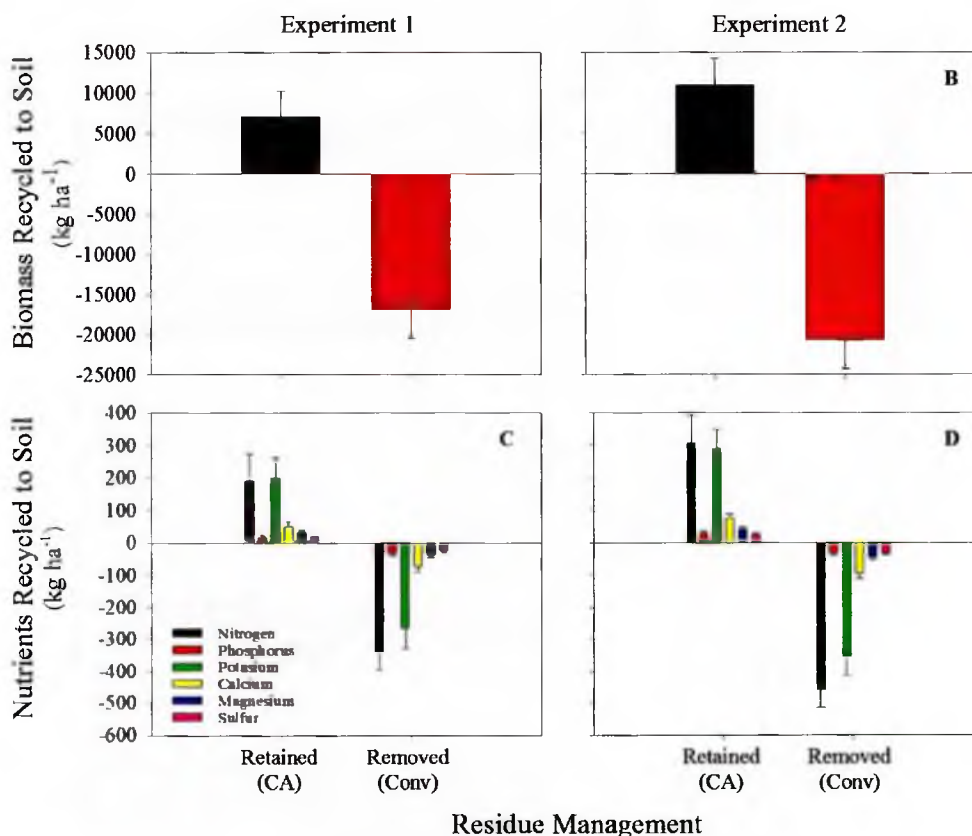 Experiment 1
Experiment 2
Biomass Recycled to Soil
(kg ha⁻¹)
15000
10000
5000
0
-5000
-10000
-15000
-20000
-25000
B
Nutrients Recycled to Soil
(kg ha⁻¹)
400
300
200
100
0
-100
-200
-300
-400
-500
-600
C
D
Nitrogen
Phosphorus
Potasium
Calcium
Magnesium
Sulfur
Retained
(CA)
Removed
(Conv)
Retained
(CA)
Removed
(Conv)
Residue Management